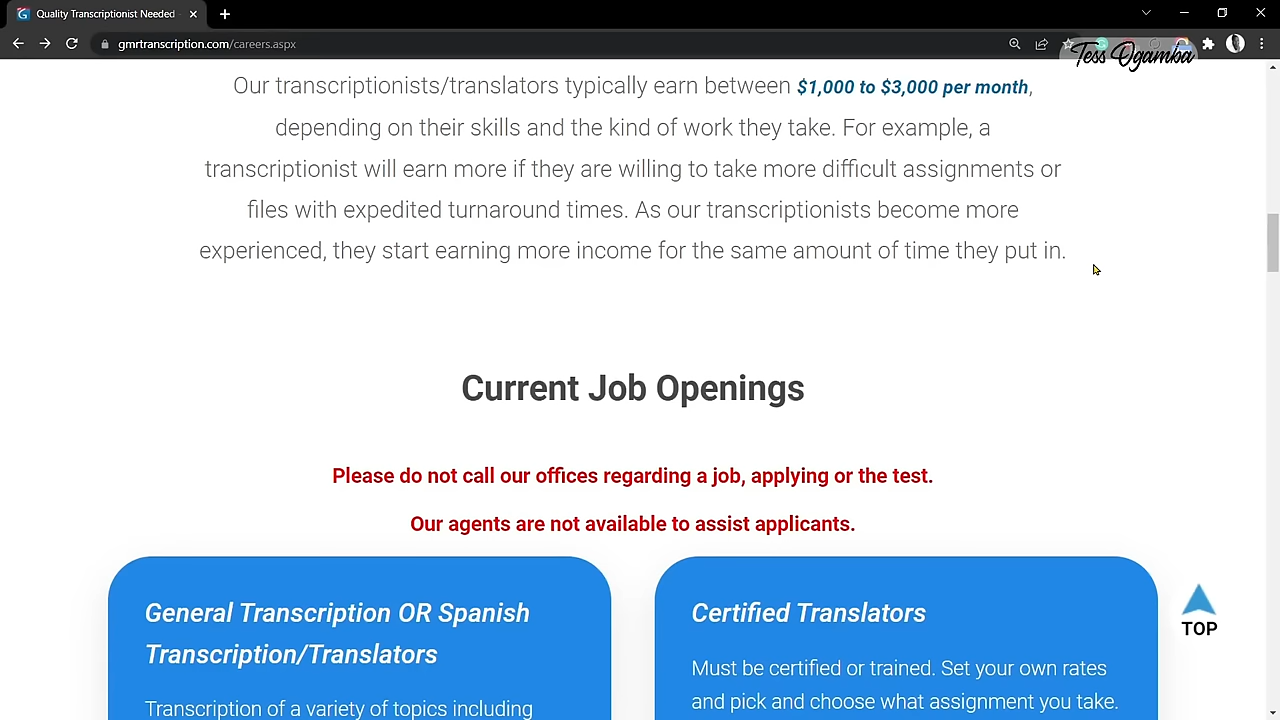 Quality Transcriptionist Needed
gmrtranscription.com/careers.aspx
Tess Ogamba
Our transcriptionists/translators typically earn between $1,000 to $3,000 per month,
depending on their skills and the kind of work they take. For example, a
transcriptionist will earn more if they are willing to take more difficult assignments or
files with expedited turnaround times. As our transcriptionists become more
experienced, they start earning more income for the same amount of time they put in.
Current Job Openings
Please do not call our offices regarding a job, applying or the test.
Our agents are not available to assist applicants.
General Transcription OR Spanish
Transcription/Translators
Transcription of a variety of topics including
Certified Translators
Must be certified or trained. Set your own rates
and pick and choose what assignment you take.
TOP